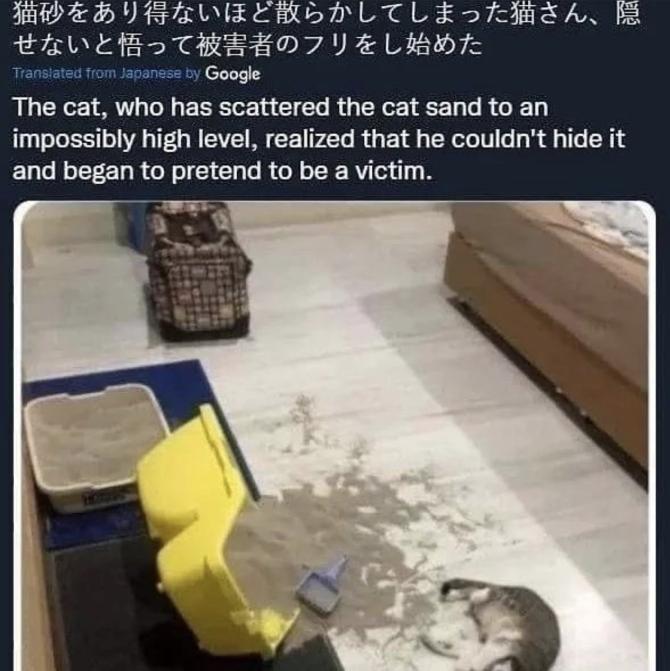 猫砂をあり得ないほど散らかしてしまった猫さん、隠
せないと悟って被害者のフリをし始めた
Translated from Japanese by Google
The cat, who has scattered the cat sand to an
impossibly high level, realized that he couldn't hide it
and began to pretend to be a victim.